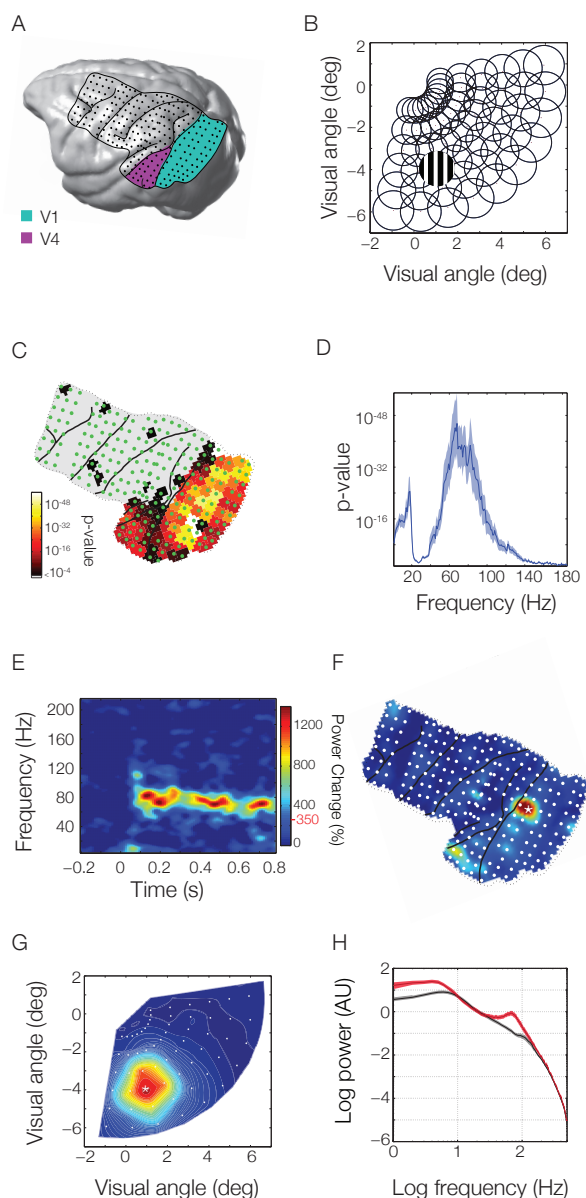 A
V1
V4
B
Visual angle (deg)
2
0
-2
-4
-6
-2 0 2 4 6
Visual angle (deg)
C
10-48
10-32
10-16
<10-4
p-value
D
p-value
10-48
10-32
10-16
20 60 100 140 180
Frequency (Hz)
E
Frequency (Hz)
200
160
120
80
40
-0.2 0 0.2 0.4 0.6 0.8
Time (s)
1200
800
400
-350
0
Power Change (%)
F
G
Visual angle (deg)
2
0
-2
-4
-6
-2 0 2 4 6
Visual angle (deg)
H
Log power (AU)
2
0
-2
-4
-6
0 1 2
Log frequency (Hz)